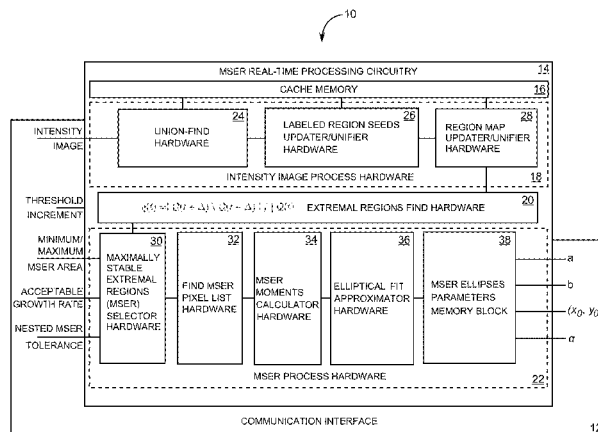 10
MSER REAL-TIME PROCESSING CIRCUITRY
14
CACHE MEMORY
16
INTENSITY
IMAGE
24
UNION-FIND
HARDWARE
26
LABELED REGION SEEDS
UPDATER/UNIFIER
HARDWARE
28
REGION MAP
UPDATER/UNIFIER
HARDWARE
INTENSITY IMAGE PROCESS HARDWARE
18
THRESHOLD
INCREMENT
EXTREMAL REGIONS FIND HARDWARE
20
MINIMUM/
MAXIMUM
MSER AREA
ACCEPTABLE
GROWTH RATE
NESTED MSER
TOLERANCE
30
MAXIMALLY
STABLE
EXTREMAL
REGIONS
(MSER)
SELECTOR
HARDWARE
32
FIND MSER
PIXEL LIST
HARDWARE
34
MSER
MOMENTS
CALCULATOR
HARDWARE
36
ELLIPTICAL FIT
APPROXIMATOR
HARDWARE
38
MSER ELLIPSES
PARAMETERS
MEMORY BLOCK
a
b
(x0, y0
α
MSER PROCESS HARDWARE
22
COMMUNICATION INTERFACE
12